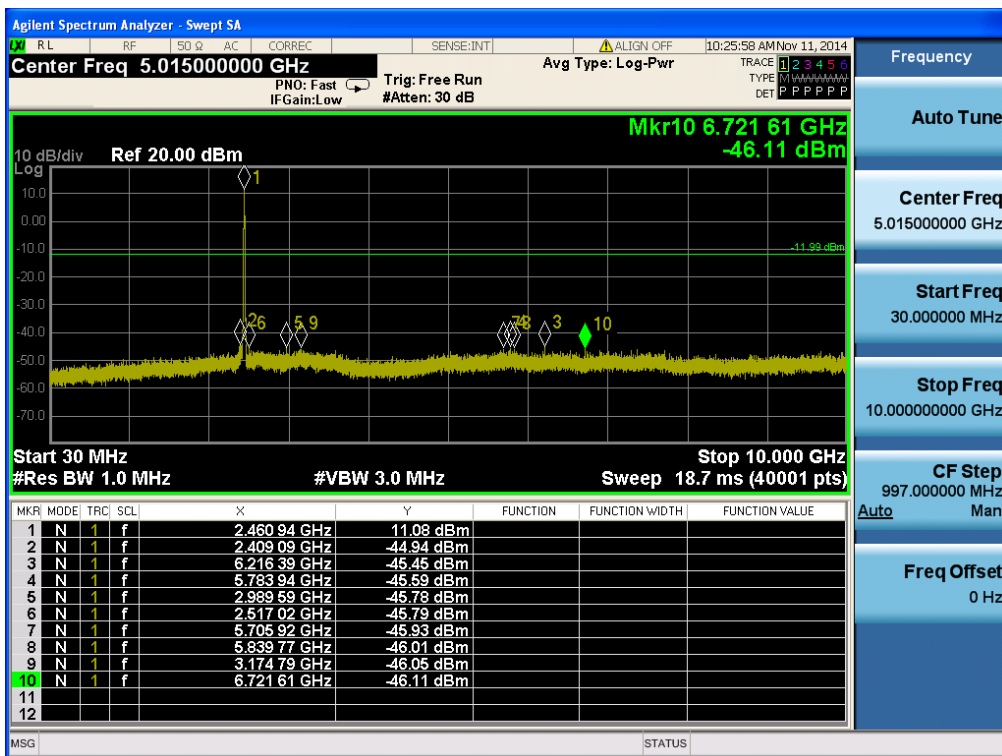 Agilent Spectrum Analyzer - Swept SA
LXI RL RF 50 Ω AC CORREC SENSE:INT ALIGN OFF 10:25:58 AM Nov 11, 2014
Center Freq 5.015000000 GHz
PNO: Fast
IFGain:Low
Trig: Free Run
#Atten: 30 dB
Avg Type: Log-Pwr
TRACE 1 2 3 4 5 6
TYPE M WWWWW
DET P P P P P P
Mkr10 6.721 61 GHz
-46.11 dBm
10 dB/div Ref 20.00 dBm
Log
10.0
0.00
-10.0
-20.0
-30.0
-40.0
-50.0
-60.0
-70.0
-11.99 dBm
1
2 6 5 9 7 4 8 3 10
Start 30 MHz Stop 10.000 GHz
#Res BW 1.0 MHz #VBW 3.0 MHz Sweep 18.7 ms (40001 pts)
MKR MODE TRC SCL X Y FUNCTION FUNCTION WIDTH FUNCTION VALUE
1 N 1 f 2.460 94 GHz 11.08 dBm
2 N 1 f 2.409 09 GHz -44.94 dBm
3 N 1 f 6.216 39 GHz -45.45 dBm
4 N 1 f 5.783 94 GHz -45.59 dBm
5 N 1 f 2.989 59 GHz -45.78 dBm
6 N 1 f 2.517 02 GHz -45.79 dBm
7 N 1 f 5.705 92 GHz -45.93 dBm
8 N 1 f 5.839 77 GHz -46.01 dBm
9 N 1 f 3.174 79 GHz -46.05 dBm
10 N 1 f 6.721 61 GHz -46.11 dBm
11
12
MSG STATUS
Frequency
Auto Tune
Center Freq
5.015000000 GHz
Start Freq
30.000000 MHz
Stop Freq
10.000000000 GHz
CF Step
997.000000 MHz
Auto Man
Freq Offset
0 Hz